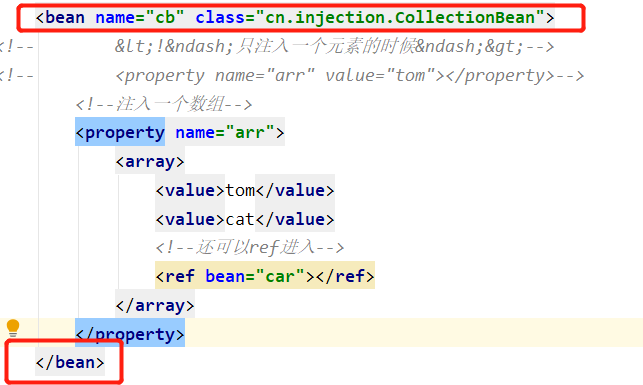 <bean name="cb" class="cn.injection.CollectionBean">
<!--        &lt;!&ndash;只注入一个元素的时候&ndash;&gt;-->
<!--        <property name="arr" value="tom"></property>-->
<!--注入一个数组-->
<property name="arr">
<array>
<value>tom</value>
<value>cat</value>
<!--还可以ref进入-->
<ref bean="car"></ref>
</array>
</property>
</bean>